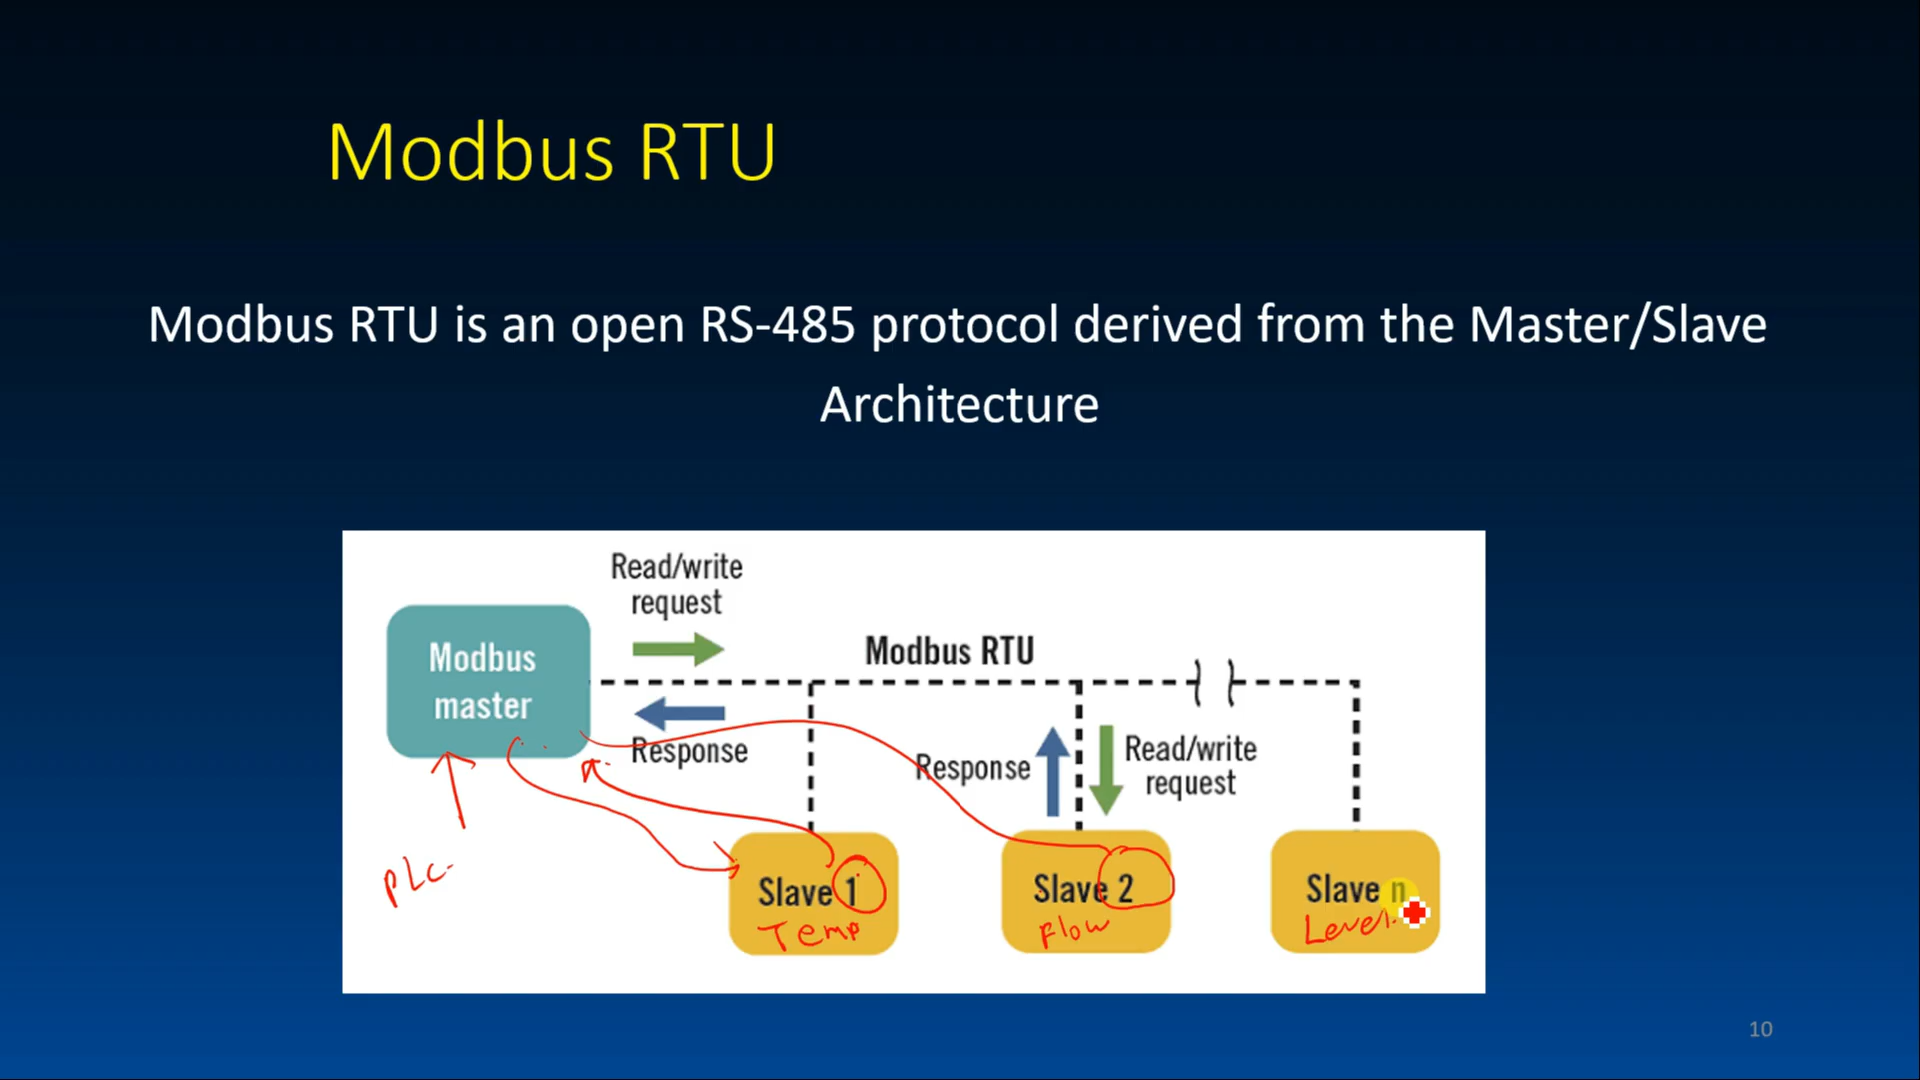 Modbus RTU
Modbus RTU is an open RS-485 protocol derived from the Master/Slave
Architecture
Read/write
request
Modbus
master
Modbus RTU
Response
Response
Read/write
request
PLC
Slave 1
Temp
Slave 2
Flow
Slave n
Level
10